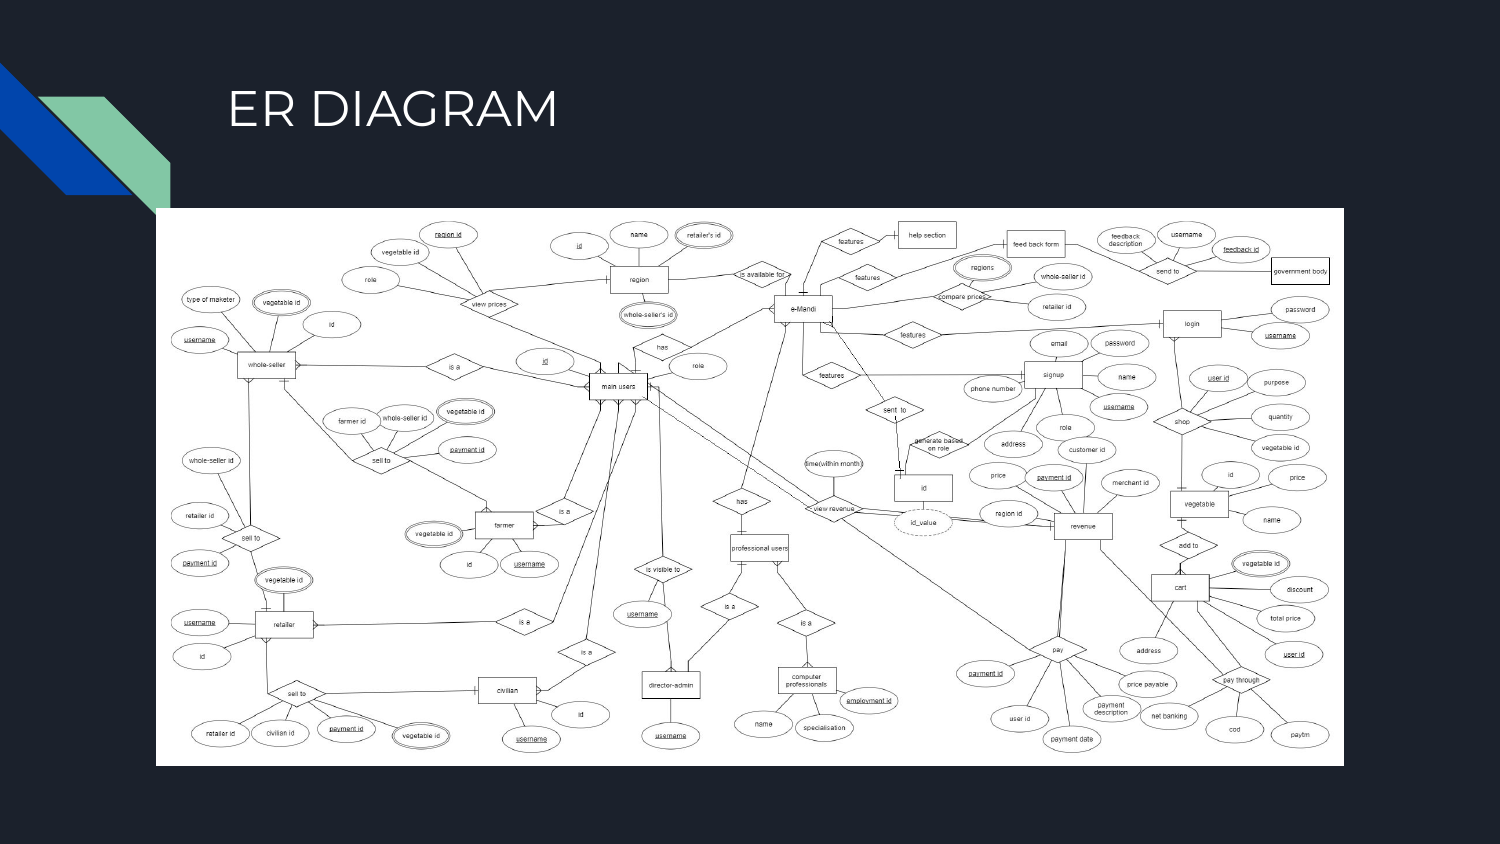 ER DIAGRAM
region id
name
retailer's id
help section
feedback
description
username
features
vegetable id
id
feed back form
feedback id
regions
role
region
is available for
features
whole-seller id
send to
government body
type of maketer
vegetable id
view prices
compare prices
retailer id
id
whole-seller's id
e-Mandi
password
username
login
features
username
has
email
password
whole-seller
is a
id
role
features
signup
name
main users
phone number
user id
purpose
username
farmer id
whole-seller id
vegetable id
sent to
role
shop
quantity
payment id
generate based
on role
address
customer id
vegetable id
whole-seller id
sell to
time(within month)
price
payment id
merchant id
id
price
id
retailer id
is a
has
view revenue
region id
vegetable
name
farmer
id_value
revenue
vegetable id
sell to
professional users
add to
payment id
id
username
is visible to
vegetable id
vegetable id
cart
discount
username
retailer
is a
username
is a
is a
total price
id
is a
pay
address
user id
director-admin
computer
professionals
payment id
price payable
pay through
sell to
civilian
employment id
payment
description
net banking
id
name
specialisation
user id
cod
retailer id
civilian id
payment id
vegetable id
username
username
payment date
paytm